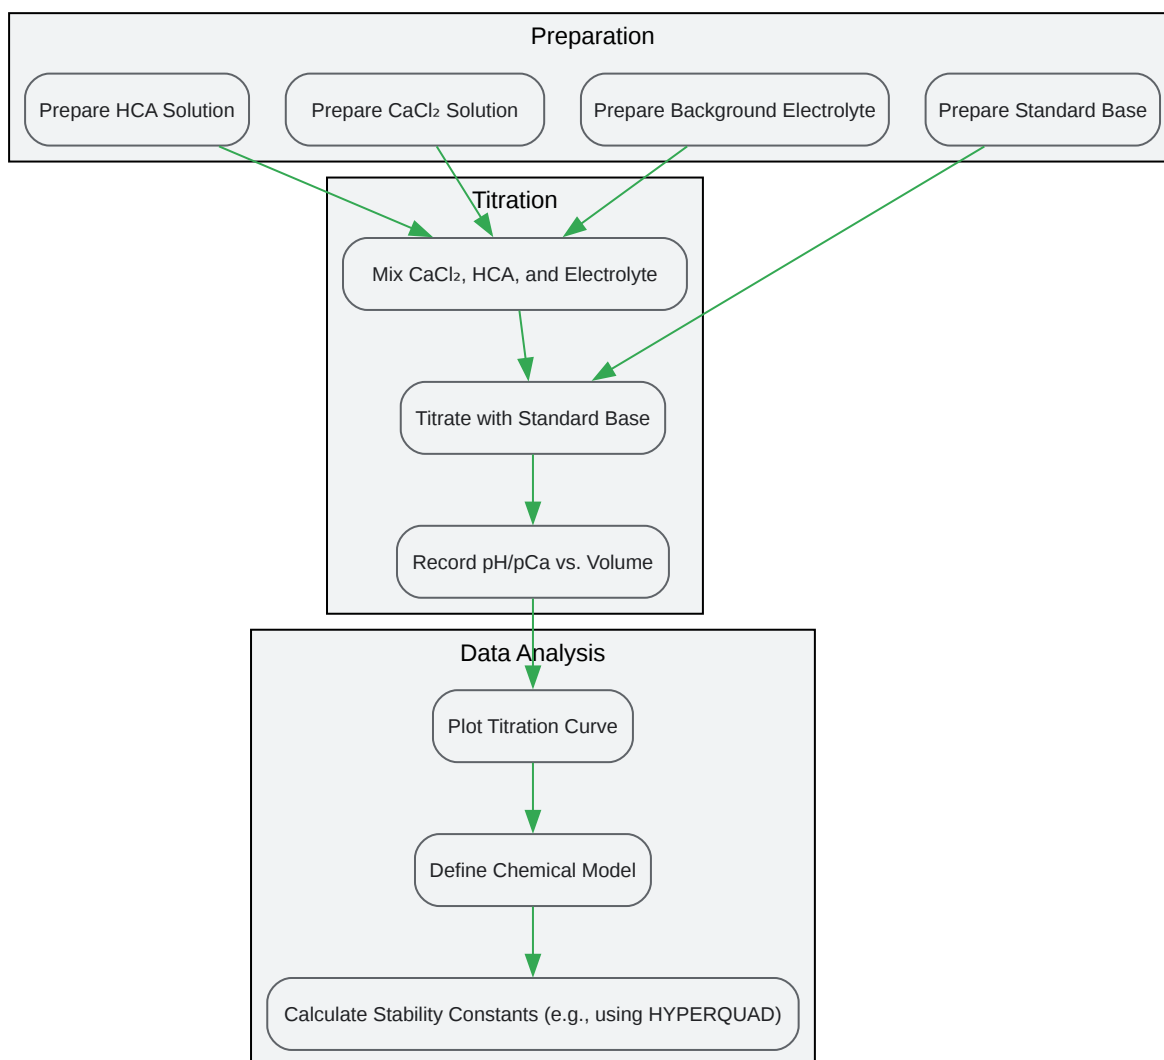 Preparation
Prepare HCA Solution
Prepare CaCl₂ Solution
Prepare Background Electrolyte
Prepare Standard Base
Titration
Mix CaCl₂, HCA, and Electrolyte
Titrate with Standard Base
Record pH/pCa vs. Volume
Data Analysis
Plot Titration Curve
Define Chemical Model
Calculate Stability Constants (e.g., using HYPERQUAD)